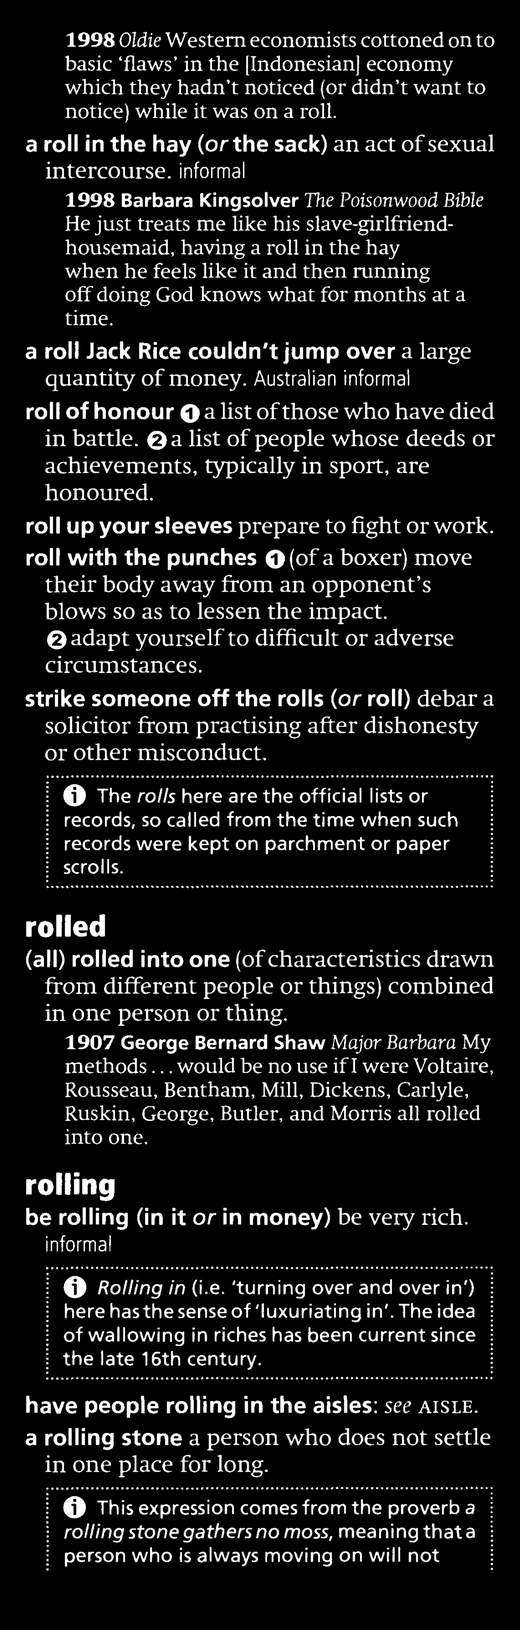 1998 Oldie Western economists cottoned on to
basic ‘flaws’ in the [Indonesian] economy
which they hadn’t noticed (or didn’t want to
notice) while it was on a roll.
a roll in the hay (or the sack) an act of sexual
intercourse. informal
1998 Barbara Kingsolver The Poisonwood Bible
He just treats me like his slave-girlfriend-
housemaid, having a roll in the hay
when he feels like it and then running
off doing God knows what for months at a
time.
a roll Jack Rice couldn’t jump over a large
quantity of money. Australian informal
roll of honour ❶ a list of those who have died
in battle. ❷ a list of people whose deeds or
achievements, typically in sport, are
honoured.
roll up your sleeves prepare to fight or work.
roll with the punches ❶ (of a boxer) move
their body away from an opponent’s
blows so as to lessen the impact.
❷ adapt yourself to difficult or adverse
circumstances.
strike someone off the rolls (or roll) debar a
solicitor from practising after dishonesty
or other misconduct.
i The rolls here are the official lists or
records, so called from the time when such
records were kept on parchment or paper
scrolls.
rolled
(all) rolled into one (of characteristics drawn
from different people or things) combined
in one person or thing.
1907 George Bernard Shaw Major Barbara My
methods . . . would be no use if I were Voltaire,
Rousseau, Bentham, Mill, Dickens, Carlyle,
Ruskin, George, Butler, and Morris all rolled
into one.
rolling
be rolling (in it or in money) be very rich.
informal
i Rolling in (i.e. ‘turning over and over in’)
here has the sense of ‘luxuriating in’. The idea
of wallowing in riches has been current since
the late 16th century.
have people rolling in the aisles: see AISLE.
a rolling stone a person who does not settle
in one place for long.
i This expression comes from the proverb a
rolling stone gathers no moss, meaning that a
person who is always moving on will not